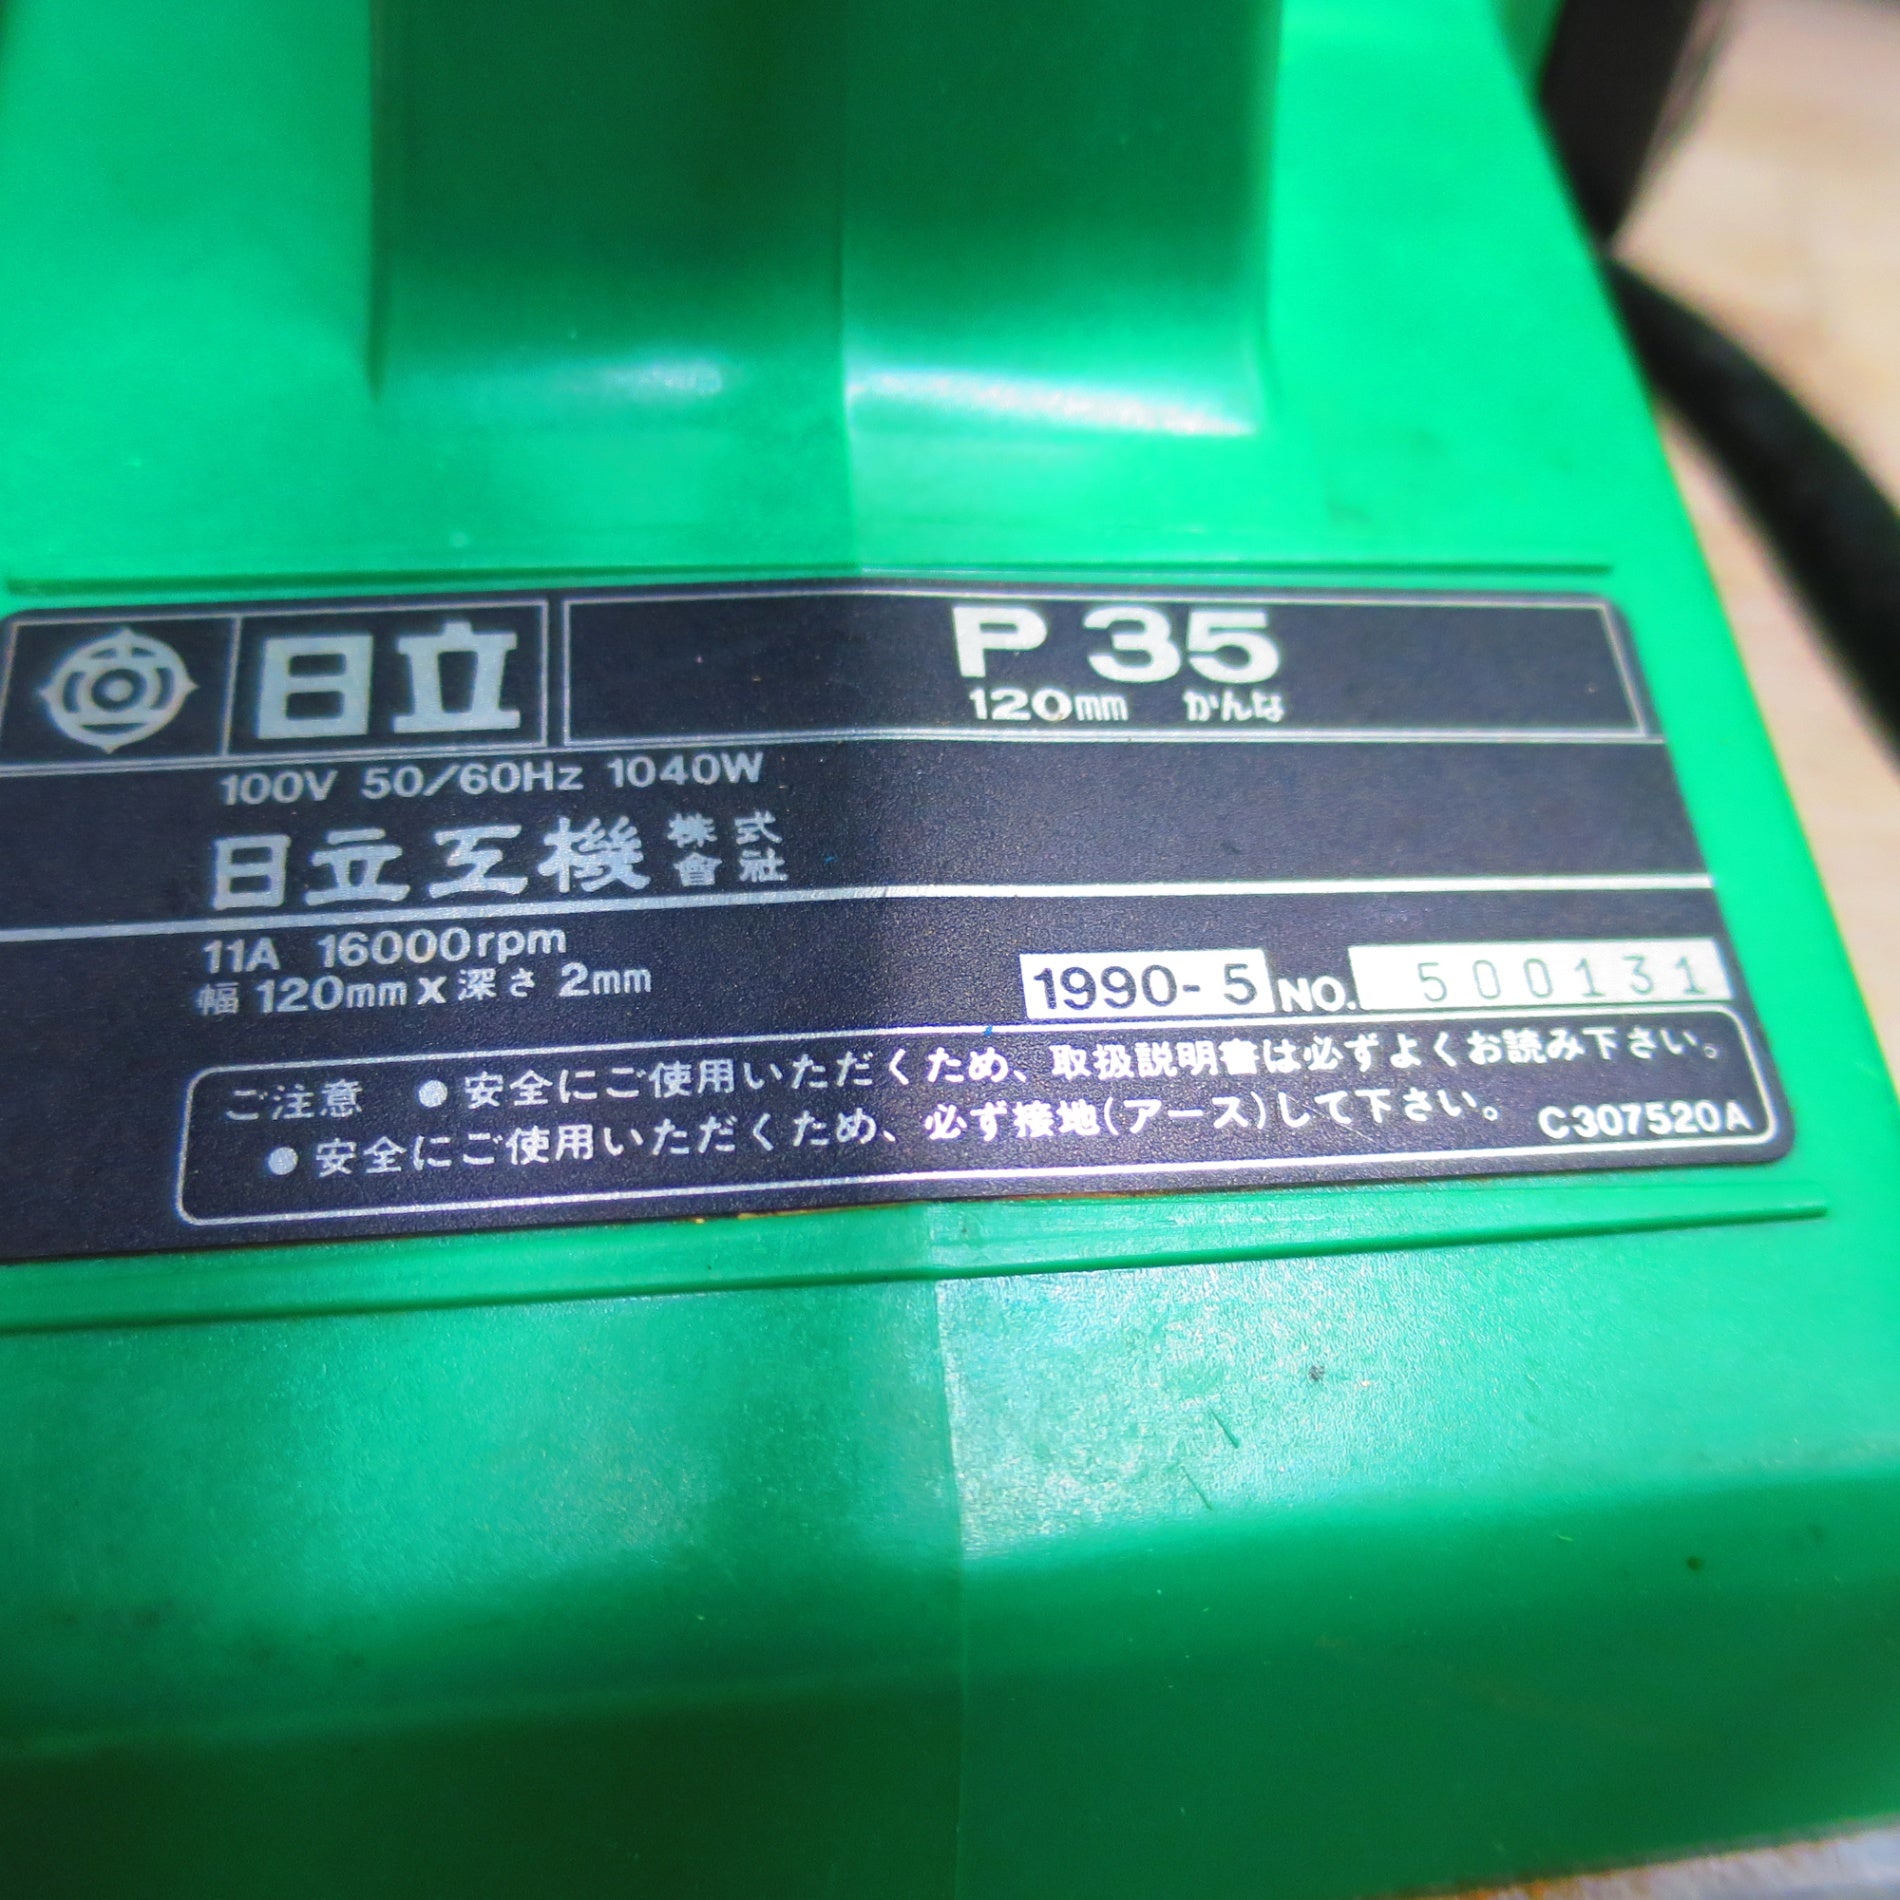 日立
P 35
120mm かんな
100V 50/60Hz 1040W
日立工機株式會社
11A 16000rpm
幅 120mm x 深さ 2mm
1990-5 NO. 500131
ご注意 ●安全にご使用いただくため、取扱説明書は必ずよくお読み下さい。
●安全にご使用いただくため、必ず接地(アース)して下さい。
C307520A